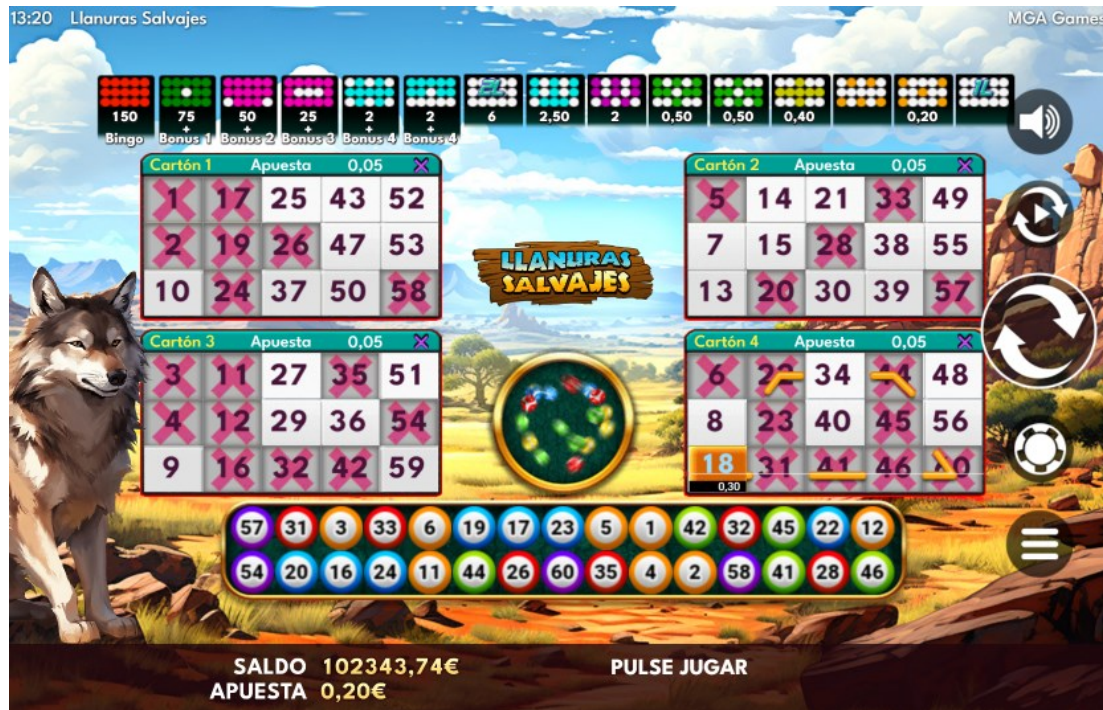 13:20 Llanuras Salvajes MGA Games
150 75 50 25 2 2 6 2,50 2 0,50 0,50 0,40 0,20
+ + + + +
Bingo Bonus 1 Bonus 2 Bonus 3 Bonus 4 Bonus 4
EL IL
Cartón 1 Apuesta 0,05 X
1 17 25 43 52
2 19 26 47 53
10 24 37 50 58
Cartón 2 Apuesta 0,05 X
5 14 21 33 49
7 15 28 38 55
13 20 30 39 57
LLANURAS
SALVAJES
Cartón 3 Apuesta 0,05 X
3 11 27 35 51
4 12 29 36 54
9 16 32 42 59
Cartón 4 Apuesta 0,05 X
6 22 34 44 48
8 23 40 45 56
18 31 41 46 60
0,30
57 31 3 33 6 19 17 23 5 1 42 32 45 22 12
54 20 16 24 11 44 26 60 35 4 2 58 41 28 46
SALDO 102343,74€ PULSE JUGAR
APUESTA 0,20€